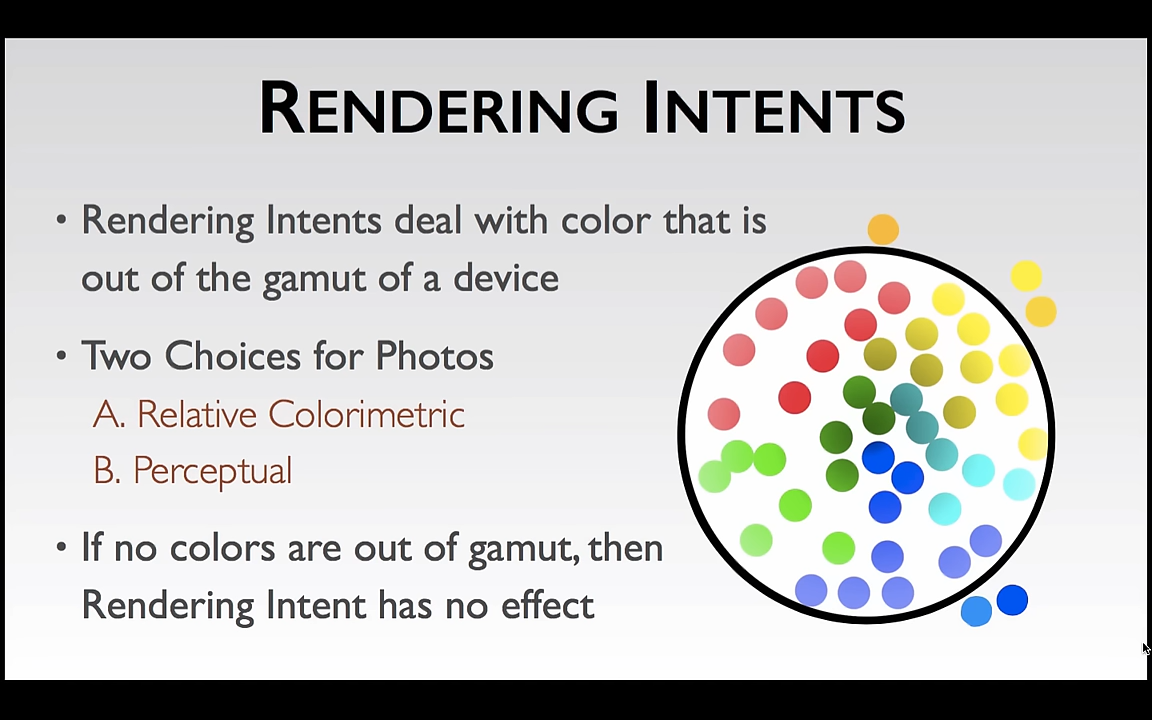 RENDERING INTENTS
• Rendering Intents deal with color that is
out of the gamut of a device
• Two Choices for Photos
A. Relative Colorimetric
B. Perceptual
• If no colors are out of gamut, then
Rendering Intent has no effect